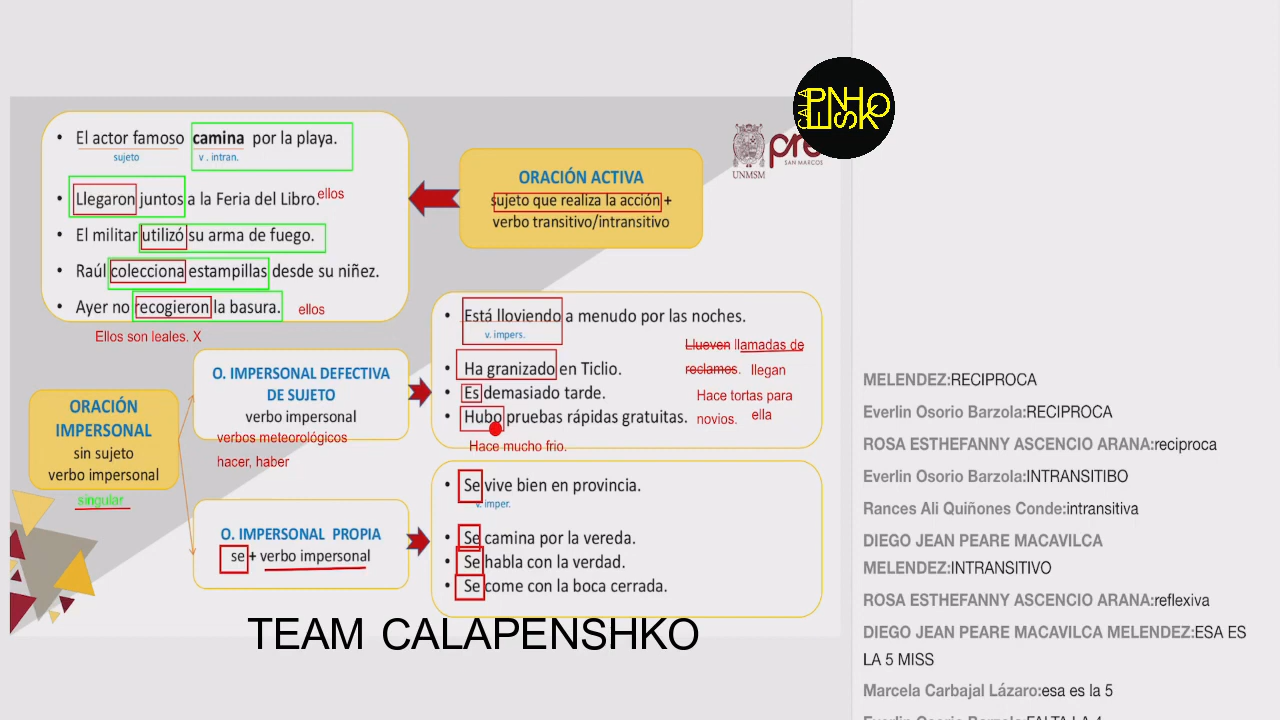 • El actor famoso camina por la playa.
sujeto v . intran.
• Llegaron juntos a la Feria del Libro. ellos
• El militar utilizó su arma de fuego.
• Raúl colecciona estampillas desde su niñez.
• Ayer no recogieron la basura. ellos
Ellos son leales. X
ORACIÓN ACTIVA
sujeto que realiza la acción +
verbo transitivo/intransitivo
UNMSM
pre
SAN MARCOS
CALA
PENSHKO
ORACIÓN
IMPERSONAL
sin sujeto
verbo impersonal
singular
O. IMPERSONAL DEFECTIVA
DE SUJETO
verbo impersonal
verbos meteorológicos
hacer, haber
• Está lloviendo a menudo por las noches.
v. impers.
• Ha granizado en Ticlio.
• Es demasiado tarde.
• Hubo pruebas rápidas gratuitas.
Hace mucho frio.
Llueven llamadas de
reclamos. llegan
Hace tortas para
novios. ella
O. IMPERSONAL PROPIA
se + verbo impersonal
• Se vive bien en provincia.
v. imper.
• Se camina por la vereda.
• Se habla con la verdad.
• Se come con la boca cerrada.
TEAM CALAPENSHKO
MELENDEZ:RECIPROCA
Everlin Osorio Barzola:RECIPROCA
ROSA ESTHEFANNY ASCENCIO ARANA:reciproca
Everlin Osorio Barzola:INTRANSITIBO
Rances Ali Quiñones Conde:intransitiva
DIEGO JEAN PEARE MACAVILCA
MELENDEZ:INTRANSITIVO
ROSA ESTHEFANNY ASCENCIO ARANA:reflexiva
DIEGO JEAN PEARE MACAVILCA MELENDEZ:ESA ES
LA 5 MISS
Marcela Carbajal Lázaro:esa es la 5
Everlin Osorio Barzola:FALTA LA 4